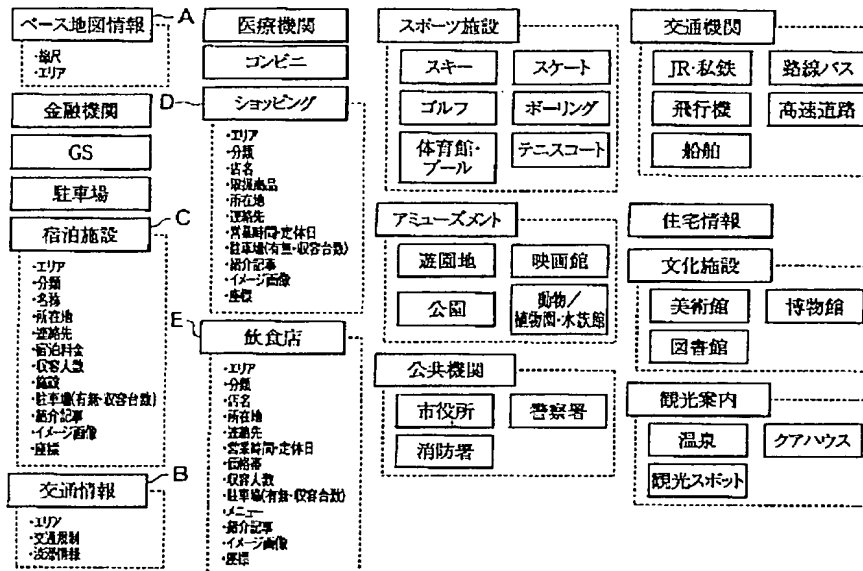 ベース地図情報
A
・縮尺
・エリア
金融機関
GS
駐車場
宿泊施設
C
・エリア
・分類
・名称
・所在地
・連絡先
・宿泊料金
・収容人数
・施設
・駐車場(有無・収容台数)
・紹介記事
・イメージ画像
・座標
交通情報
B
・エリア
・交通規制
・渋滞情報
医療機関
コンビニ
D
ショッピング
・エリア
・分類
・店名
・取扱商品
・所在地
・連絡先
・営業時間・定休日
・駐車場(有無・収容台数)
・紹介記事
・イメージ画像
・座標
E
飲食店
・エリア
・分類
・店名
・所在地
・連絡先
・営業時間・定休日
・価格帯
・収容人数
・駐車場(有無・収容台数)
・メニュー
・紹介記事
・イメージ画像
・座標
スポーツ施設
スキー
スケート
ゴルフ
ボーリング
体育館・
プール
テニスコート
アミューズメント
遊園地
映画館
公園
動物/
植物園・水族館
公共機関
市役所
警察署
消防署
交通機関
JR・私鉄
路線バス
飛行機
高速道路
船舶
住宅情報
文化施設
美術館
博物館
図書館
観光案内
温泉
クアハウス
観光スポット